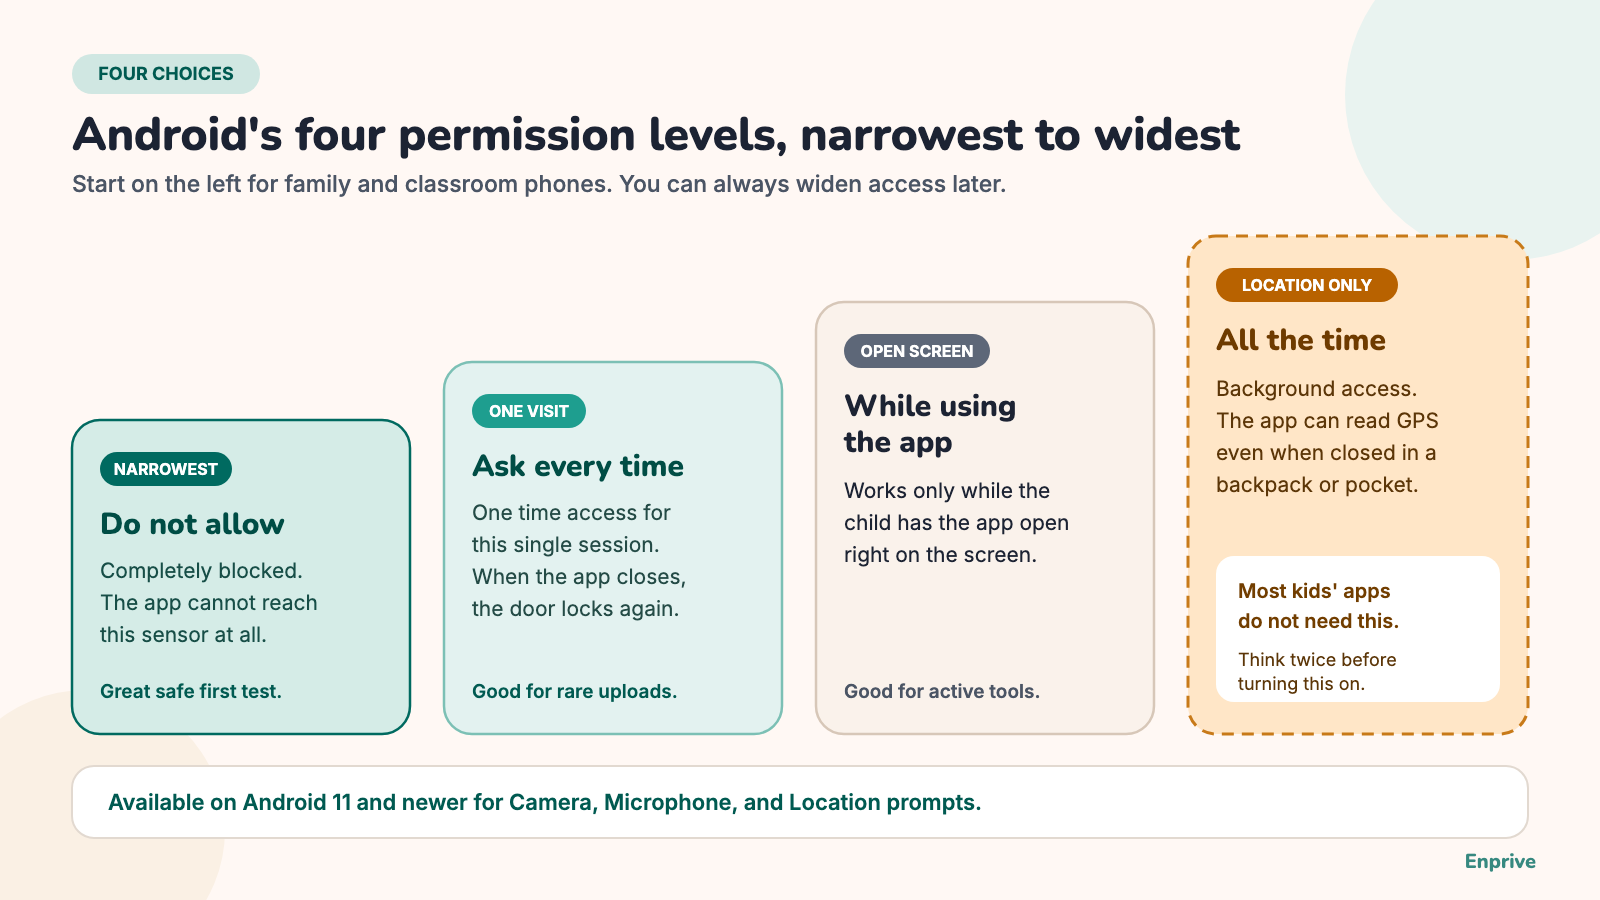 FOUR CHOICES
Android's four permission levels, narrowest to widest
Start on the left for family and classroom phones. You can always widen access later.
NARROWEST
Do not allow
Completely blocked.
The app cannot reach
this sensor at all.
Great safe first test.
ONE VISIT
Ask every time
One time access for
this single session.
When the app closes,
the door locks again.
Good for rare uploads.
OPEN SCREEN
While using
the app
Works only while the
child has the app open
right on the screen.
Good for active tools.
LOCATION ONLY
All the time
Background access.
The app can read GPS
even when closed in a
backpack or pocket.
Most kids' apps
do not need this.
Think twice before
turning this on.
Available on Android 11 and newer for Camera, Microphone, and Location prompts.
Enprive